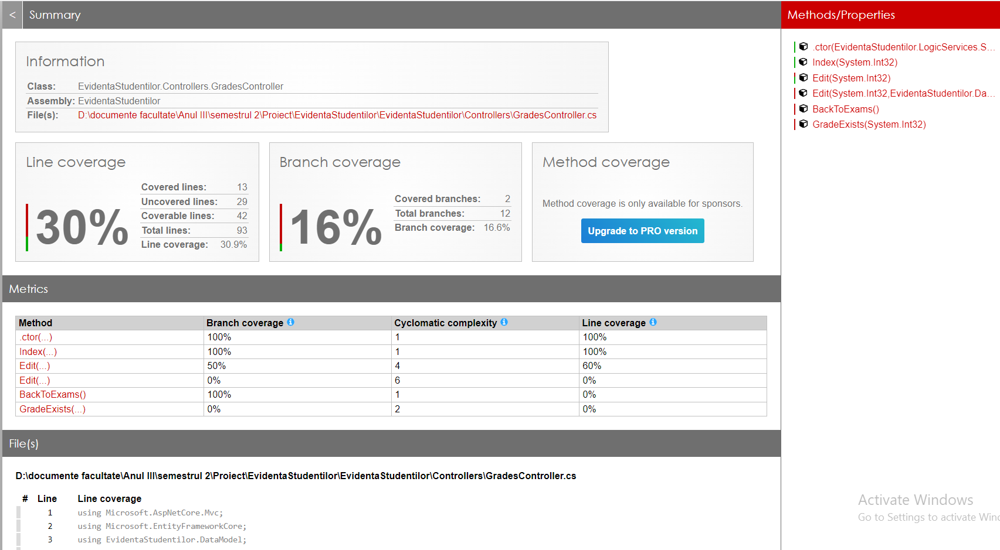 < Summary
Information
Class: EvidentaStudentilor.Controllers.GradesController
Assembly: EvidentaStudentilor
File(s): D:\documente facultate\Anul III\semestrul 2\Proiect\EvidentaStudentilor\EvidentaStudentilor\Controllers\GradesController.cs
Line coverage
30%
Covered lines: 13
Uncovered lines: 29
Coverable lines: 42
Total lines: 93
Line coverage: 30.9%
Branch coverage
16%
Covered branches: 2
Total branches: 12
Branch coverage: 16.6%
Method coverage
Method coverage is only available for sponsors.
Upgrade to PRO version
Metrics
Method Branch coverage Cyclomatic complexity Line coverage
.ctor(...) 100% 1 100%
Index(...) 100% 1 100%
Edit(...) 50% 4 60%
Edit(...) 0% 6 0%
BackToExams() 100% 1 0%
GradeExists(...) 0% 2 0%
File(s)
D:\documente facultate\Anul III\semestrul 2\Proiect\EvidentaStudentilor\EvidentaStudentilor\Controllers\GradesController.cs
# Line Line coverage
1 using Microsoft.AspNetCore.Mvc;
2 using Microsoft.EntityFrameworkCore;
3 using EvidentaStudentilor.DataModel;
Methods/Properties
.ctor(EvidentaStudentilor.LogicServices.S...
Index(System.Int32)
Edit(System.Int32)
Edit(System.Int32,EvidentaStudentilor.Da...
BackToExams()
GradeExists(System.Int32)
Activate Windows
Go to Settings to activate Win